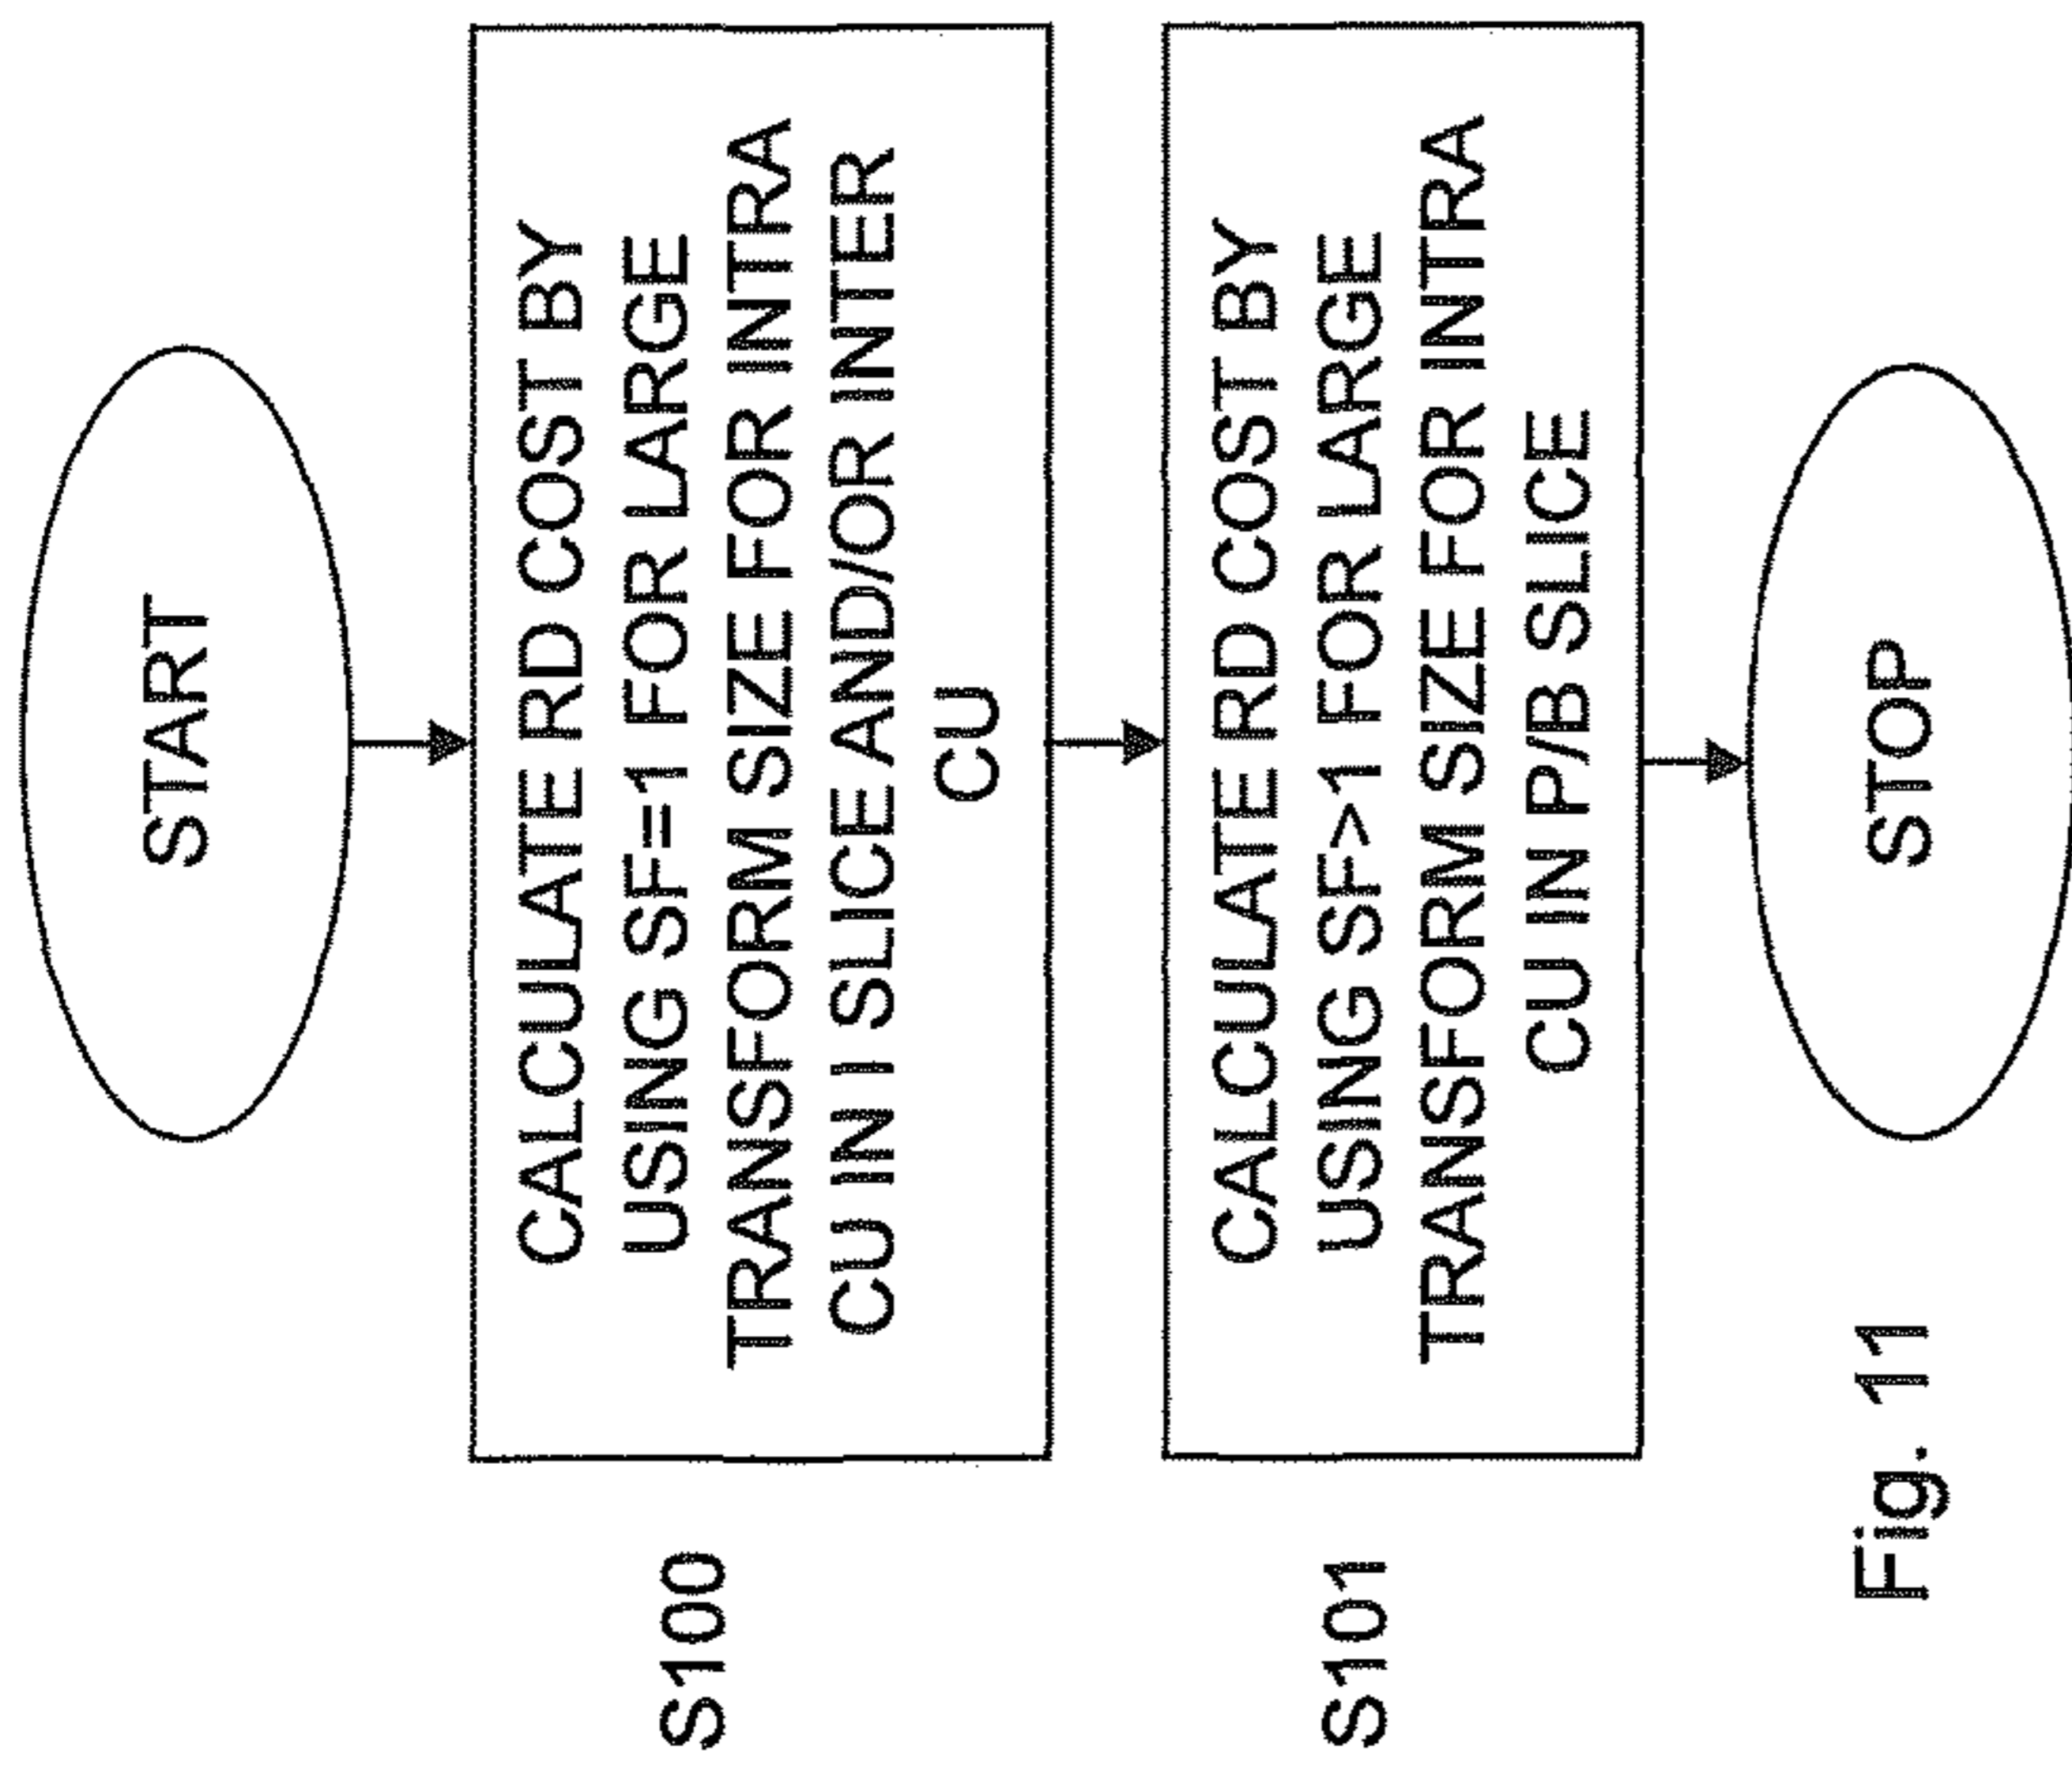 START
S100
CALCULATE RD COST BY
USING SF=1 FOR LARGE
TRANSFORM SIZE FOR INTRA
CU IN I SLICE AND/OR INTER
CU
S101
CALCULATE RD COST BY
USING SF>1 FOR LARGE
TRANSFORM SIZE FOR INTRA
CU IN P/B SLICE
STOP
Fig. 11